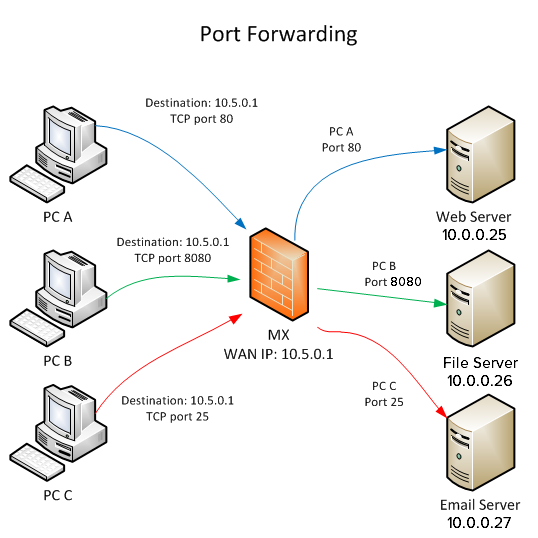 Port Forwarding
Destination: 10.5.0.1
TCP port 80
PC A
Port 80
PC A
Web Server
10.0.0.25
Destination: 10.5.0.1
TCP port 8080
PC B
Port 8080
MX
WAN IP: 10.5.0.1
PC B
File Server
10.0.0.26
Destination: 10.5.0.1
TCP port 25
PC C
Port 25
PC C
Email Server
10.0.0.27